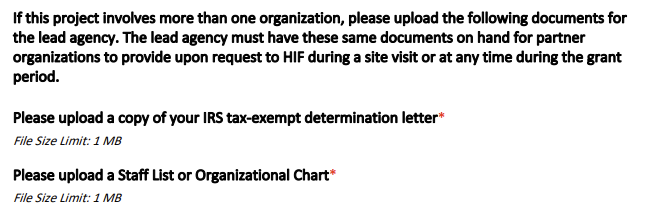 If this project involves more than one organization, please upload the following documents for
the lead agency. The lead agency must have these same documents on hand for partner
organizations to provide upon request to HIF during a site visit or at any time during the grant
period.
Please upload a copy of your IRS tax-exempt determination letter*
File Size Limit: 1 MB
Please upload a Staff List or Organizational Chart*
File Size Limit: 1 MB